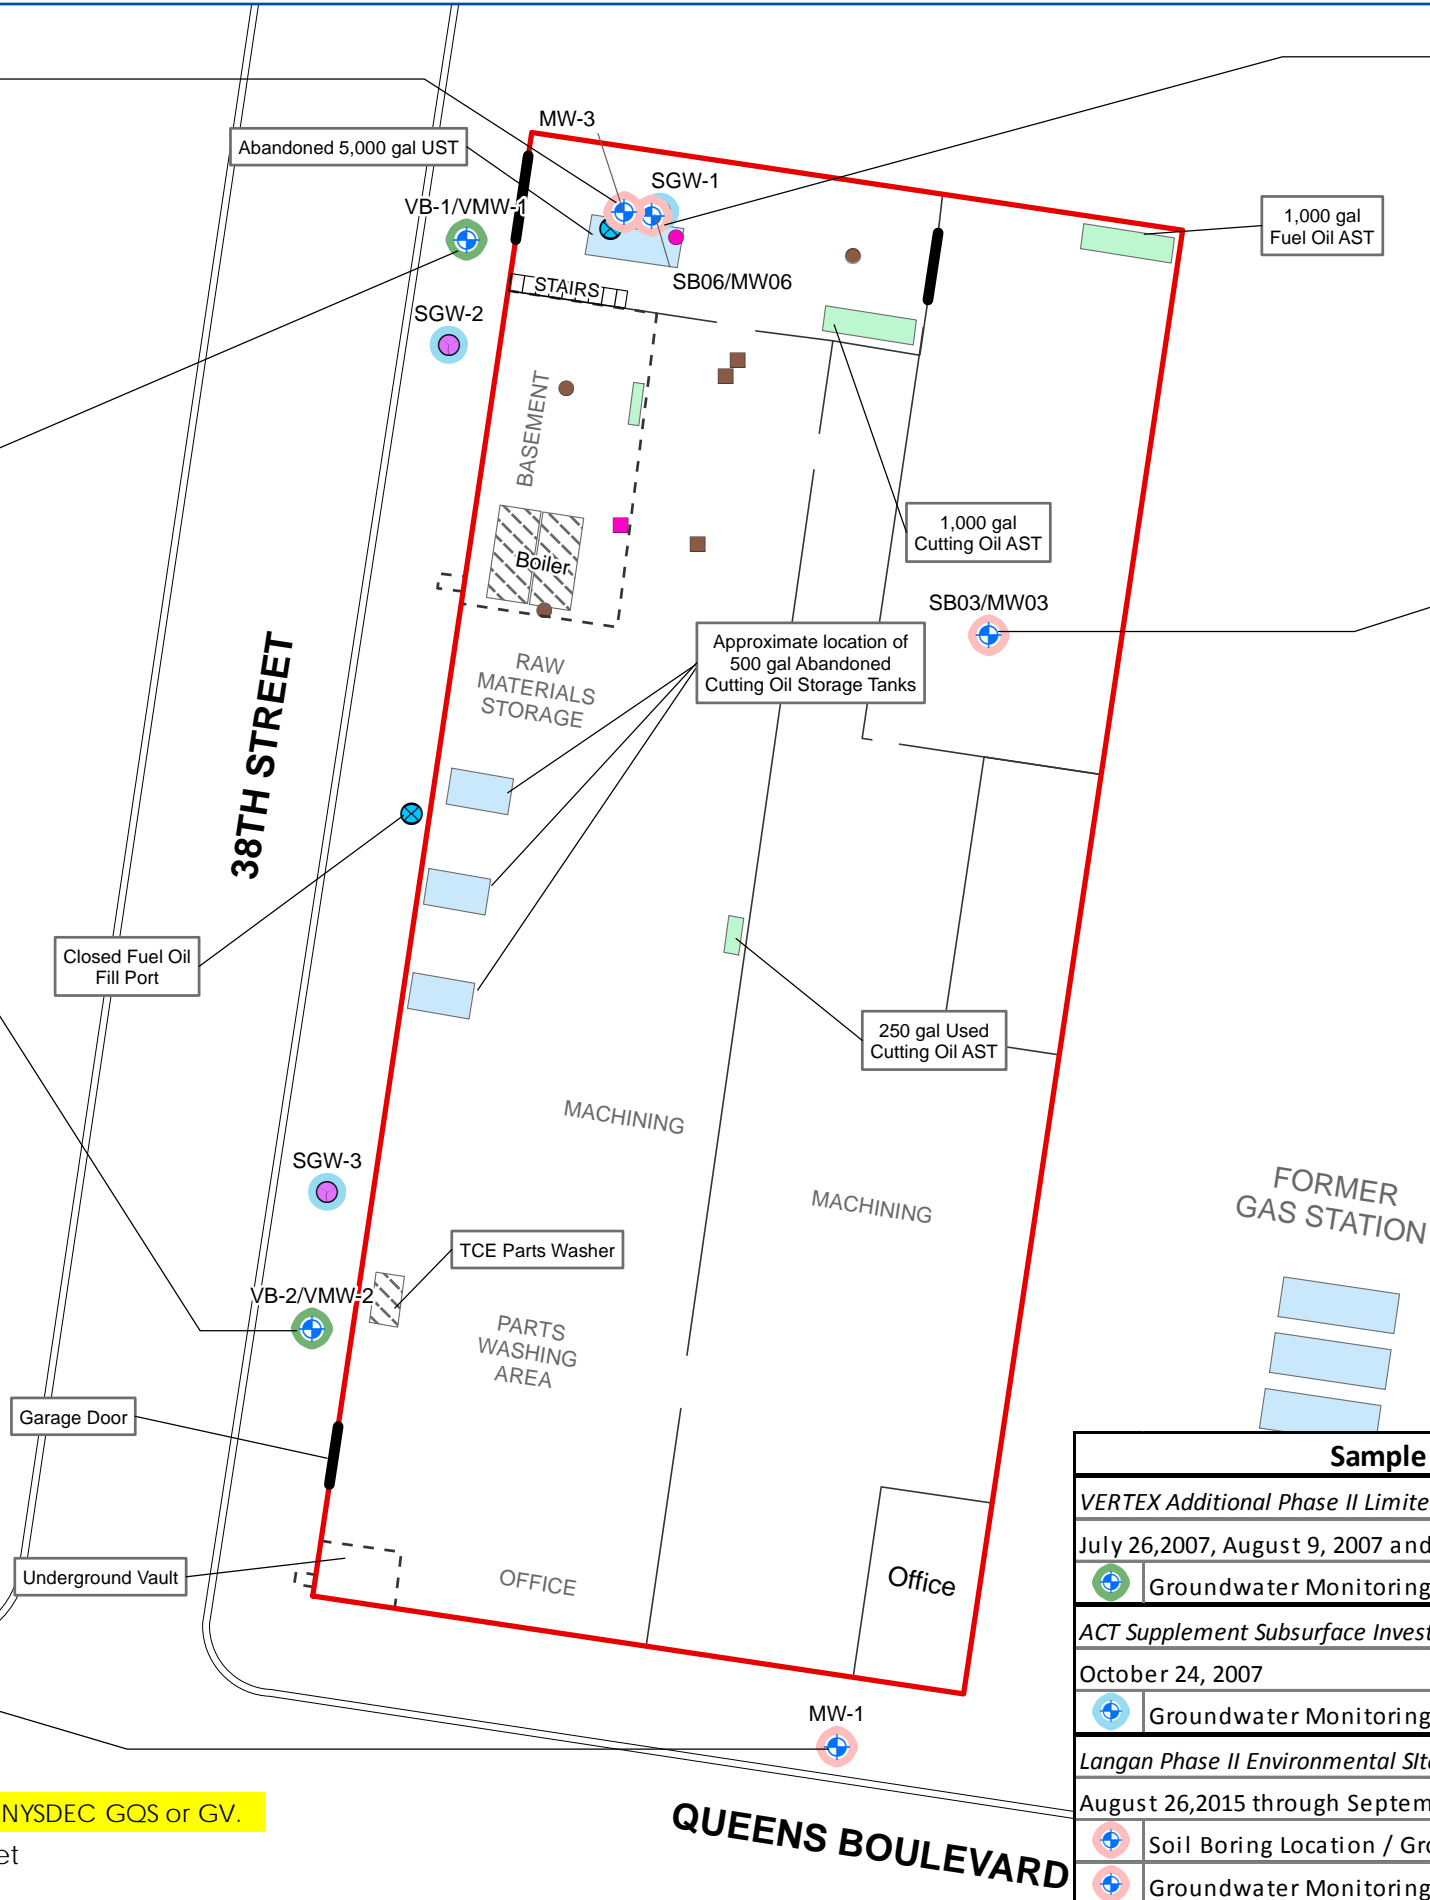 MW-3
Abandoned 5,000 gal UST
SGW-1
VB-1/VMW-1
1,000 gal
Fuel Oil AST
SB06/MW06
STAIRS
SGW-2
BASEMENT
1,000 gal
Cutting Oil AST
Boiler
SB03/MW03
Approximate location of
500 gal Abandoned
Cutting Oil Storage Tanks
RAW
MATERIALS
STORAGE
38TH STREET
Closed Fuel Oil
Fill Port
250 gal Used
Cutting Oil AST
MACHINING
SGW-3
MACHINING
FORMER
GAS STATION
TCE Parts Washer
VB-2/VMW-2
PARTS
WASHING
AREA
Garage Door
Underground Vault
OFFICE
Office
MW-1
QUEENS BOULEVARD
NYSDEC GQS or GV.
et
Sample
VERTEX Additional Phase II Limite
July 26,2007, August 9, 2007 and
Groundwater Monitoring
ACT Supplement Subsurface Invest
October 24, 2007
Groundwater Monitoring
Langan Phase II Environmental SIte
August 26,2015 through Septem
Soil Boring Location / Gro
Groundwater Monitoring